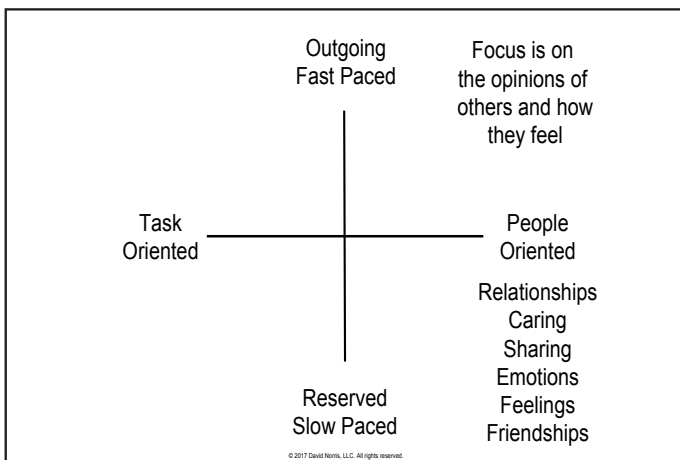 Outgoing
Fast Paced
Focus is on
the opinions of
others and how
they feel
Task
Oriented
People
Oriented
Relationships
Caring
Sharing
Emotions
Feelings
Friendships
Reserved
Slow Paced
© 2017 David Norris, LLC. All rights reserved.